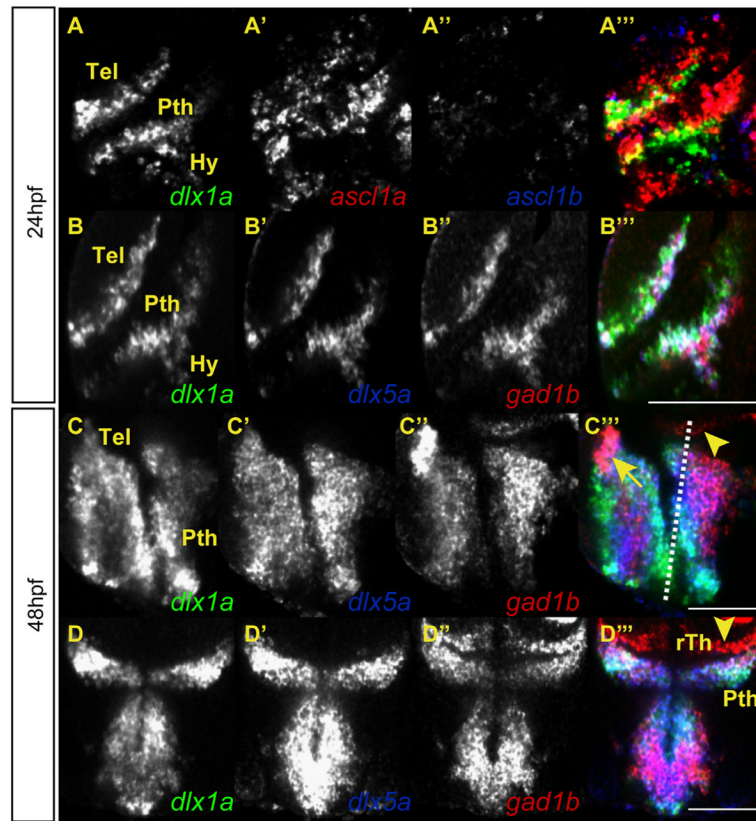 24hpf
48hpf
A A' A'' A'''
Tel
Pth
Hy
dlx1a ascl1a ascl1b
B B' B'' B'''
Tel
Pth
Hy
dlx1a dlx5a gad1b
C C' C'' C'''
Tel
Pth
dlx1a dlx5a gad1b
D D' D'' D'''
rTh
Pth
dlx1a dlx5a gad1b